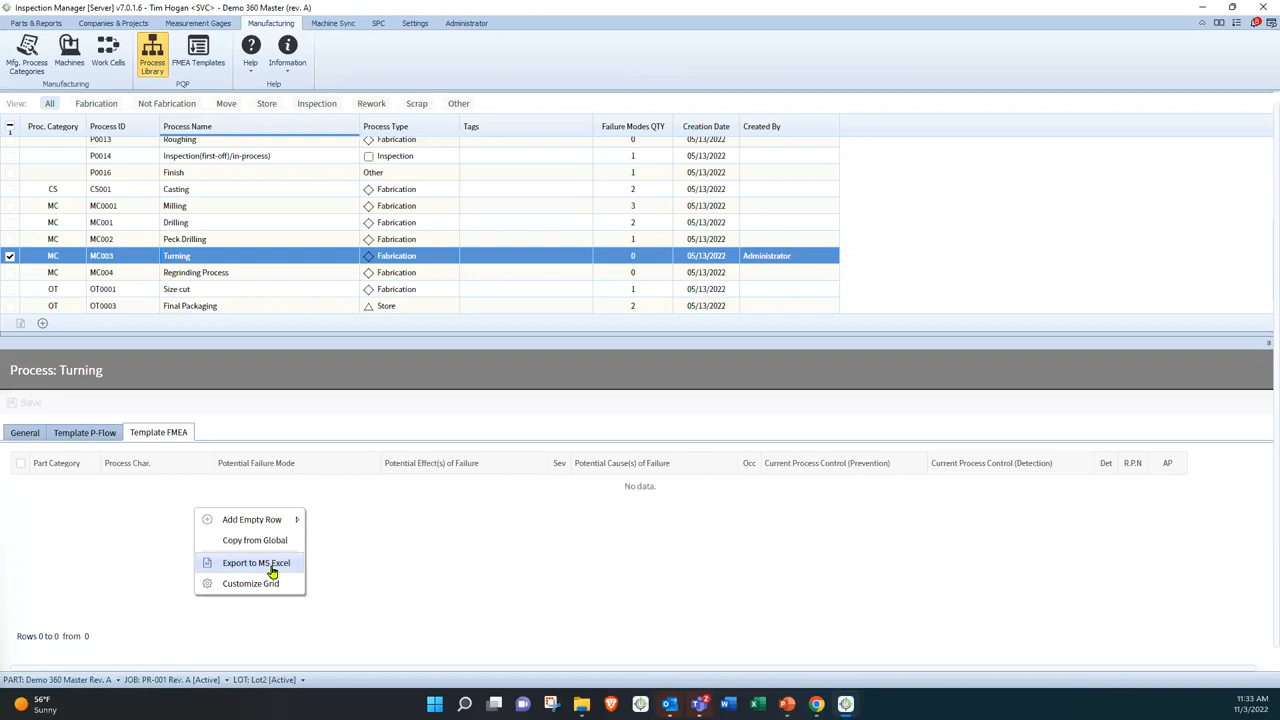 Inspection Manager [Server] v7.0.1.6 - Tim Hogan <SVC> - Demo 360 Master (rev. A)
Parts & Reports Companies & Projects Measurement Gages Manufacturing Machine Sync SPC Settings Administrator
Mfg. Process Categories Machines Work Cells Process Library FMEA Templates Help Information
Manufacturing PQP Help
View: All Fabrication Not Fabrication Move Store Inspection Rework Scrap Other
Proc. Category Process ID Process Name Process Type Tags Failure Modes QTY Creation Date Created By
P0013 Roughing Fabrication 0 05/13/2022
P0014 Inspection(first-off)/in-process) Inspection 1 05/13/2022
P0016 Finish Other 1 05/13/2022
CS CS001 Casting Fabrication 2 05/13/2022
MC MC0001 Milling Fabrication 3 05/13/2022
MC MC001 Drilling Fabrication 2 05/13/2022
MC MC002 Peck Drilling Fabrication 1 05/13/2022
MC MC003 Turning Fabrication 0 05/13/2022 Administrator
MC MC004 Regrinding Process Fabrication 0 05/13/2022
OT OT0001 Size cut Fabrication 1 05/13/2022
OT OT0003 Final Packaging Store 2 05/13/2022
Process: Turning
Save
General Template P-Flow Template FMEA
Part Category Process Char. Potential Failure Mode Potential Effect(s) of Failure Sev Potential Cause(s) of Failure Occ Current Process Control (Prevention) Current Process Control (Detection) Det R.P.N AP
No data.
Add Empty Row
Copy from Global
Export to MS Excel
Customize Grid
Rows 0 to 0 from 0
PART: Demo 360 Master Rev. A JOB: PR-001 Rev. A [Active] LOT: Lot2 [Active]
56°F
Sunny
11:33 AM
11/3/2022